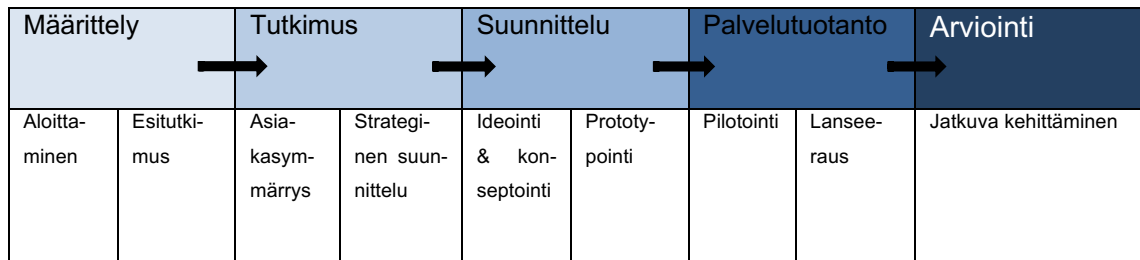 Määrittely
Tutkimus
Suunnittelu
Palvelutuotanto
Arviointi
Aloitta-
minen
Esitutki-
mus
Asia-
kasym-
märrys
Strategi-
nen suun-
nittelu
Ideointi
& kon-
septointi
Prototy-
pointi
Pilotointi
Lansee-
raus
Jatkuva kehittäminen